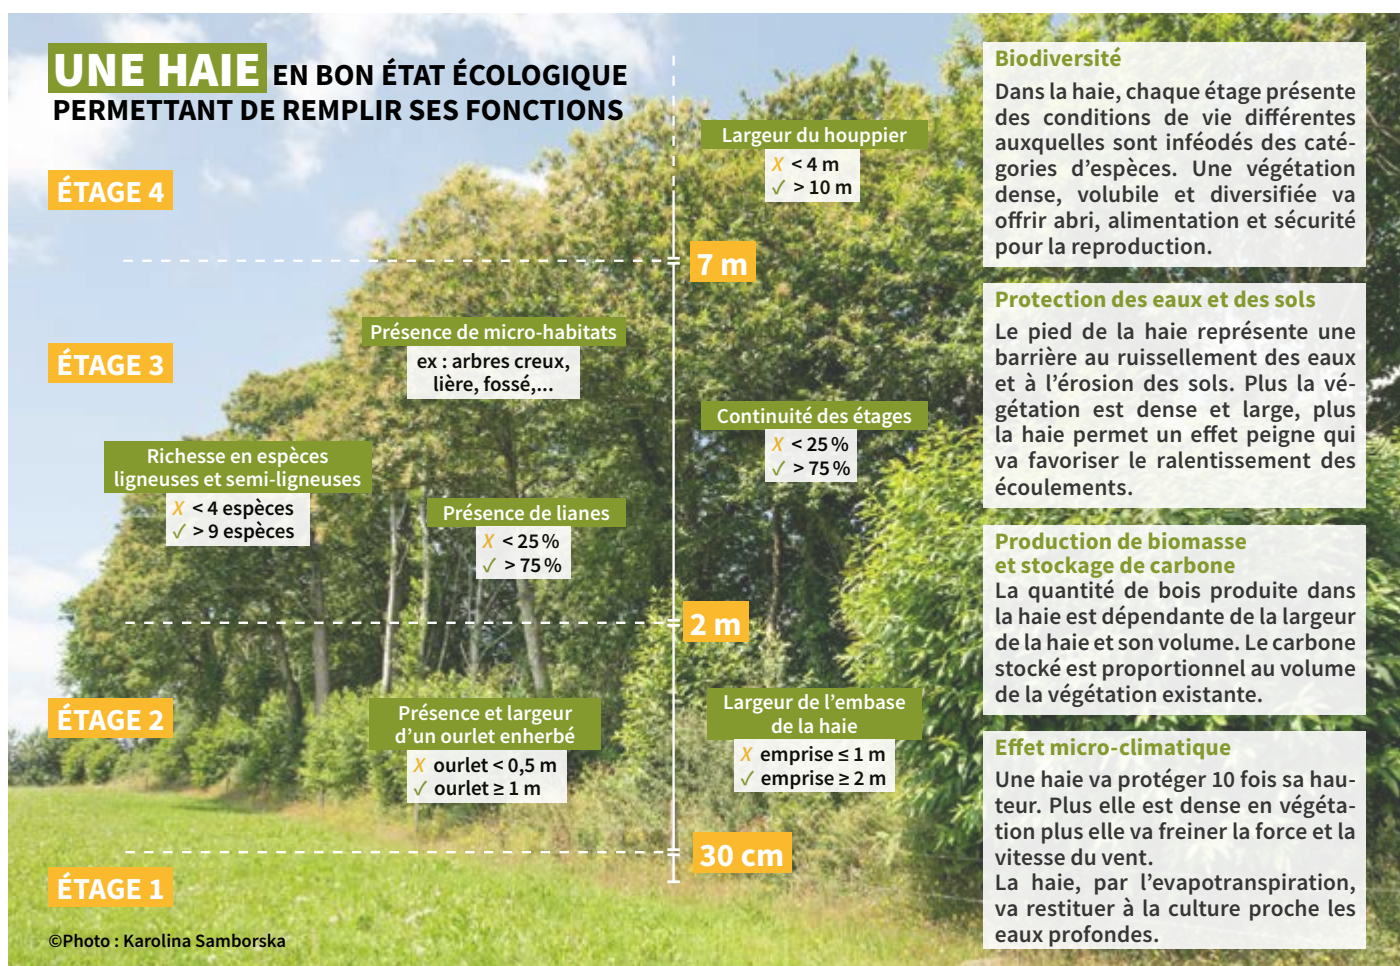 UNE HAIE EN BON ÉTAT ÉCOLOGIQUE
PERMETTANT DE REMPLIR SES FONCTIONS
ÉTAGE 4
Largeur du houppier
X < 4 m
✓ > 10 m
7 m
ÉTAGE 3
Présence de micro-habitats
ex : arbres creux,
lière, fossé,...
Continuité des étages
X < 25 %
✓ > 75 %
Richesse en espèces
ligneuses et semi-ligneuses
X < 4 espèces
✓ > 9 espèces
Présence de lianes
X < 25 %
✓ > 75 %
2 m
ÉTAGE 2
Présence et largeur
d'un ourlet enherbé
X ourlet < 0,5 m
✓ ourlet ≥ 1 m
Largeur de l'embase
de la haie
X emprise ≤ 1 m
✓ emprise ≥ 2 m
30 cm
ÉTAGE 1
©Photo : Karolina Samborska
Biodiversité
Dans la haie, chaque étage présente
des conditions de vie différentes
auxquelles sont inféodés des caté-
gories d'espèces. Une végétation
dense, volubile et diversifiée va
offrir abri, alimentation et sécurité
pour la reproduction.
Protection des eaux et des sols
Le pied de la haie représente une
barrière au ruissellement des eaux
et à l'érosion des sols. Plus la vé-
gétation est dense et large, plus
la haie permet un effet peigne qui
va favoriser le ralentissement des
écoulements.
Production de biomasse
et stockage de carbone
La quantité de bois produite dans
la haie est dépendante de la largeur
de la haie et son volume. Le carbone
stocké est proportionnel au volume
de la végétation existante.
Effet micro-climatique
Une haie va protéger 10 fois sa hau-
teur. Plus elle est dense en végéta-
tion plus elle va freiner la force et la
vitesse du vent.
La haie, par l'evapotranspiration,
va restituer à la culture proche les
eaux profondes.